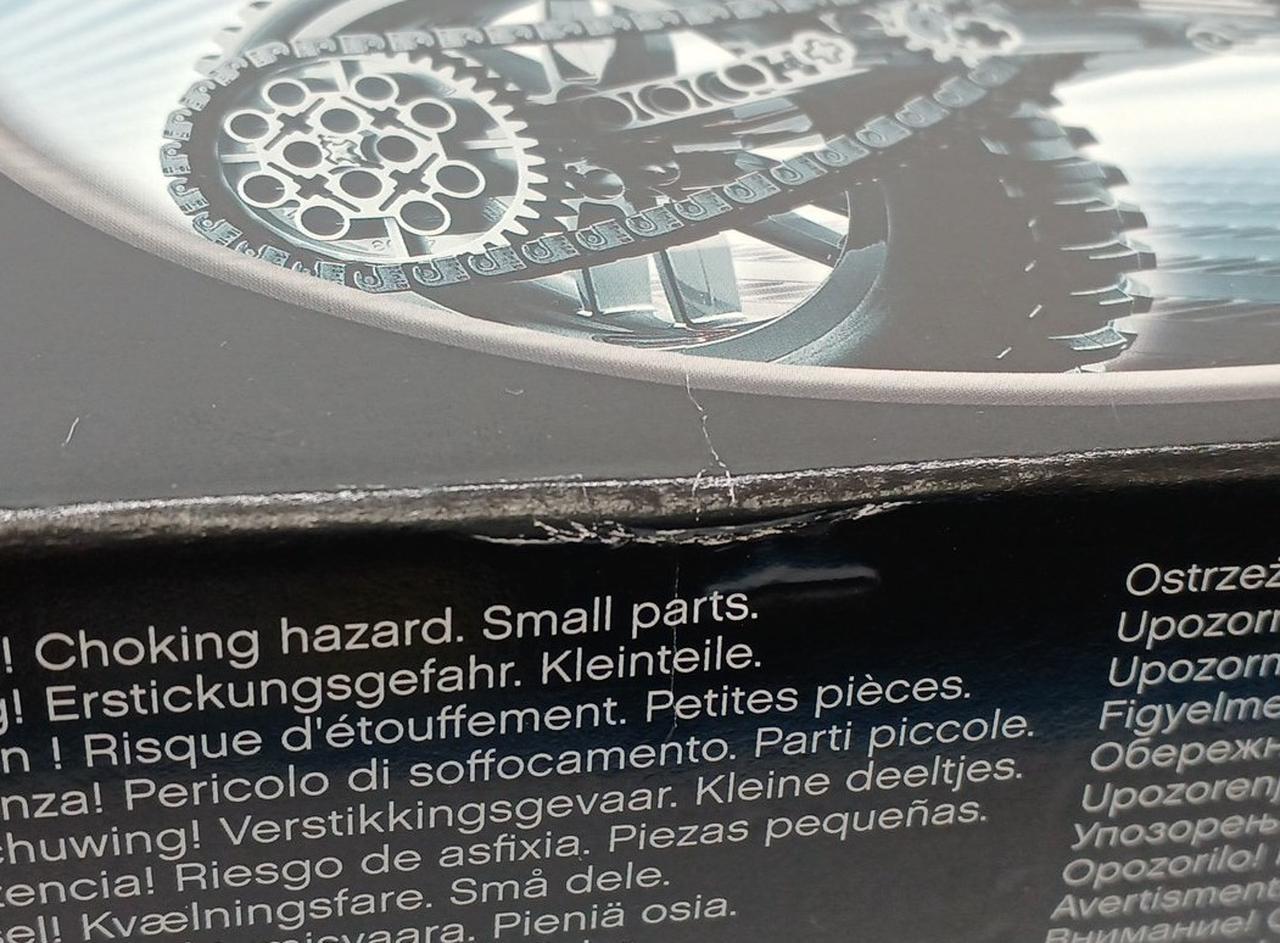 ! Choking hazard. Small parts.
g! Erstickungsgefahr. Kleinteile.
n ! Risque d'étouffement. Petites pièces.
nza! Pericolo di soffocamento. Parti piccole.
chuwing! Verstikkingsgevaar. Kleine deeltjes.
tencia! Riesgo de asfixia. Piezas pequeñas.
el! Kvælningsfare. Små dele.
Pieniä osia.
Ostrzeż
Upozorn
Upozorn
Figyelme
Обережн
Upozorenj
Упозорењ
Opozorilo!
Avertisment
Внимание!